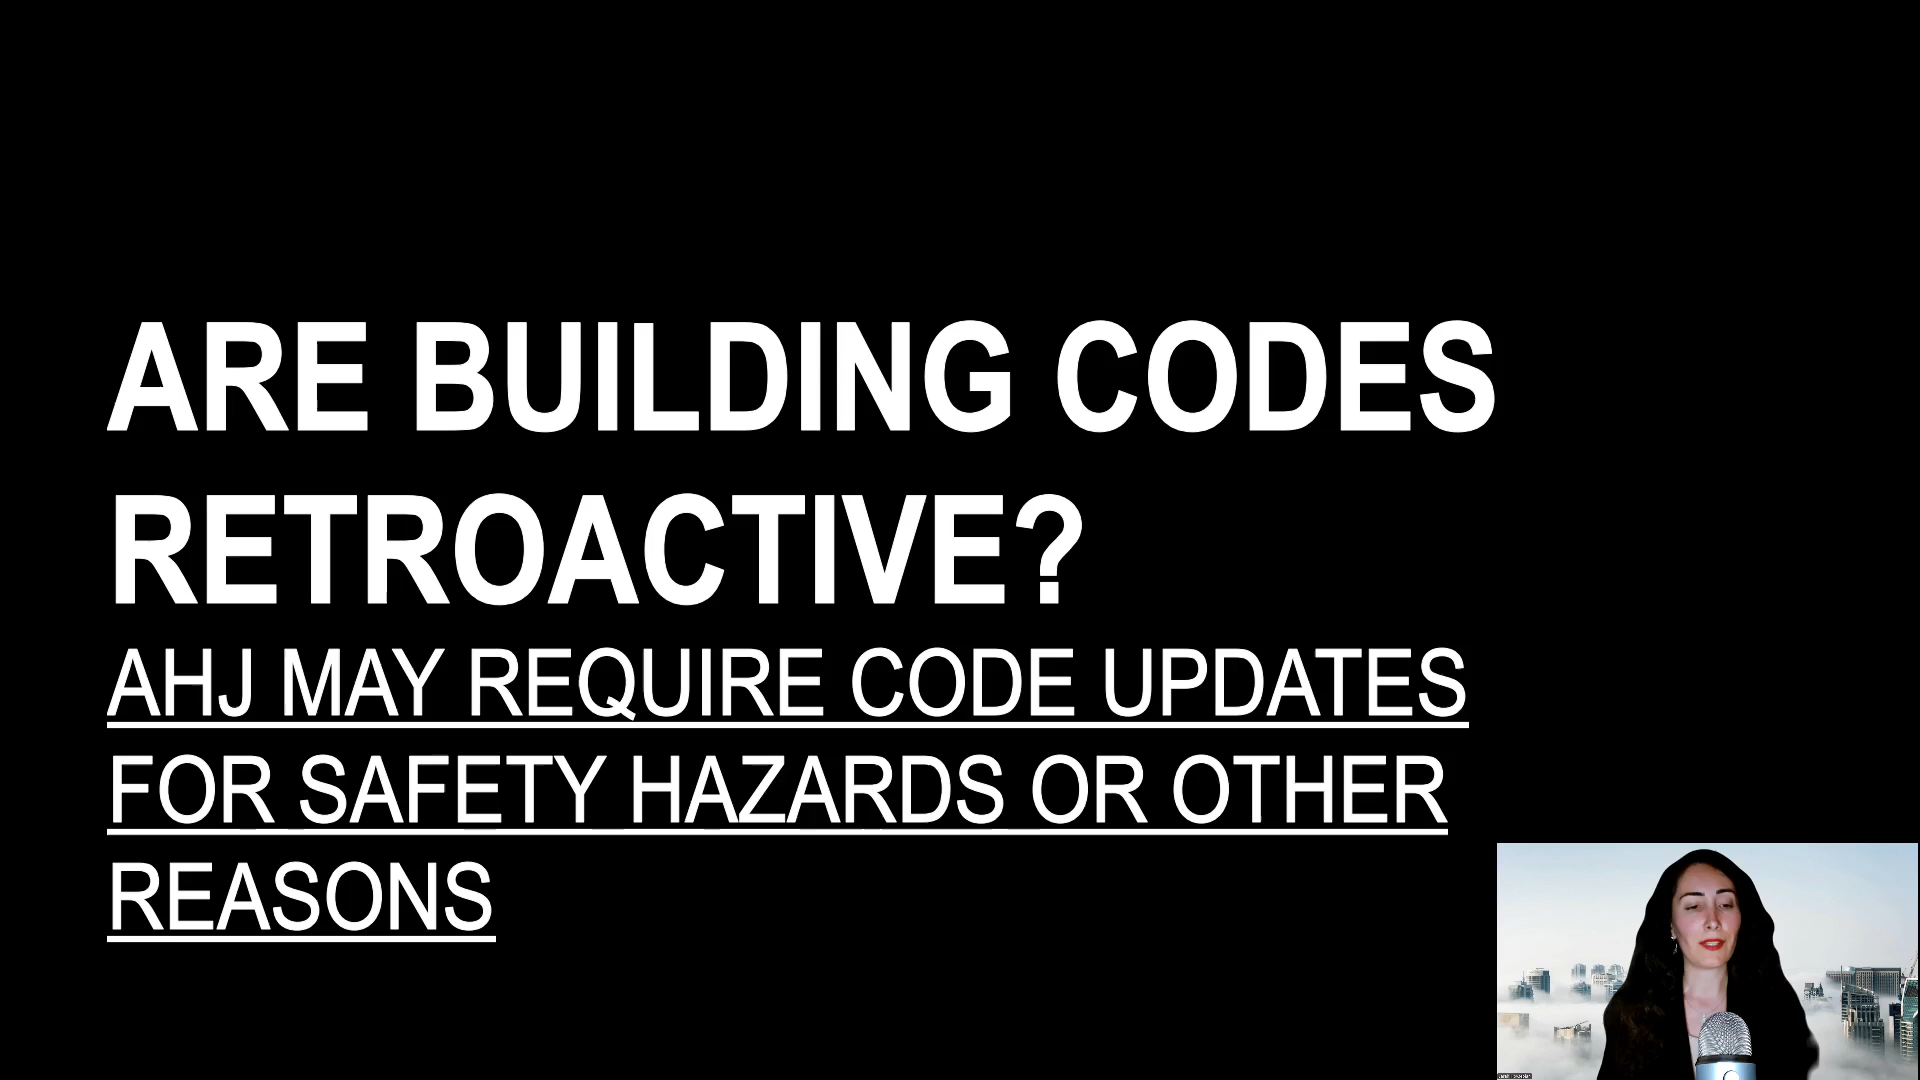 ARE BUILDING CODES
RETROACTIVE?
AHJ MAY REQUIRE CODE UPDATES
FOR SAFETY HAZARDS OR OTHER
REASONS